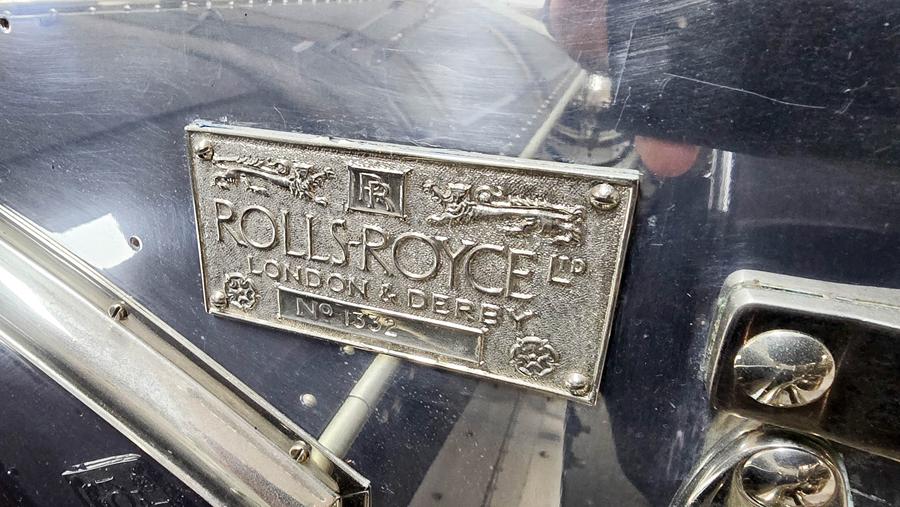 RR
ROLLS-ROYCE LTD
LONDON & DERBY
No 1332